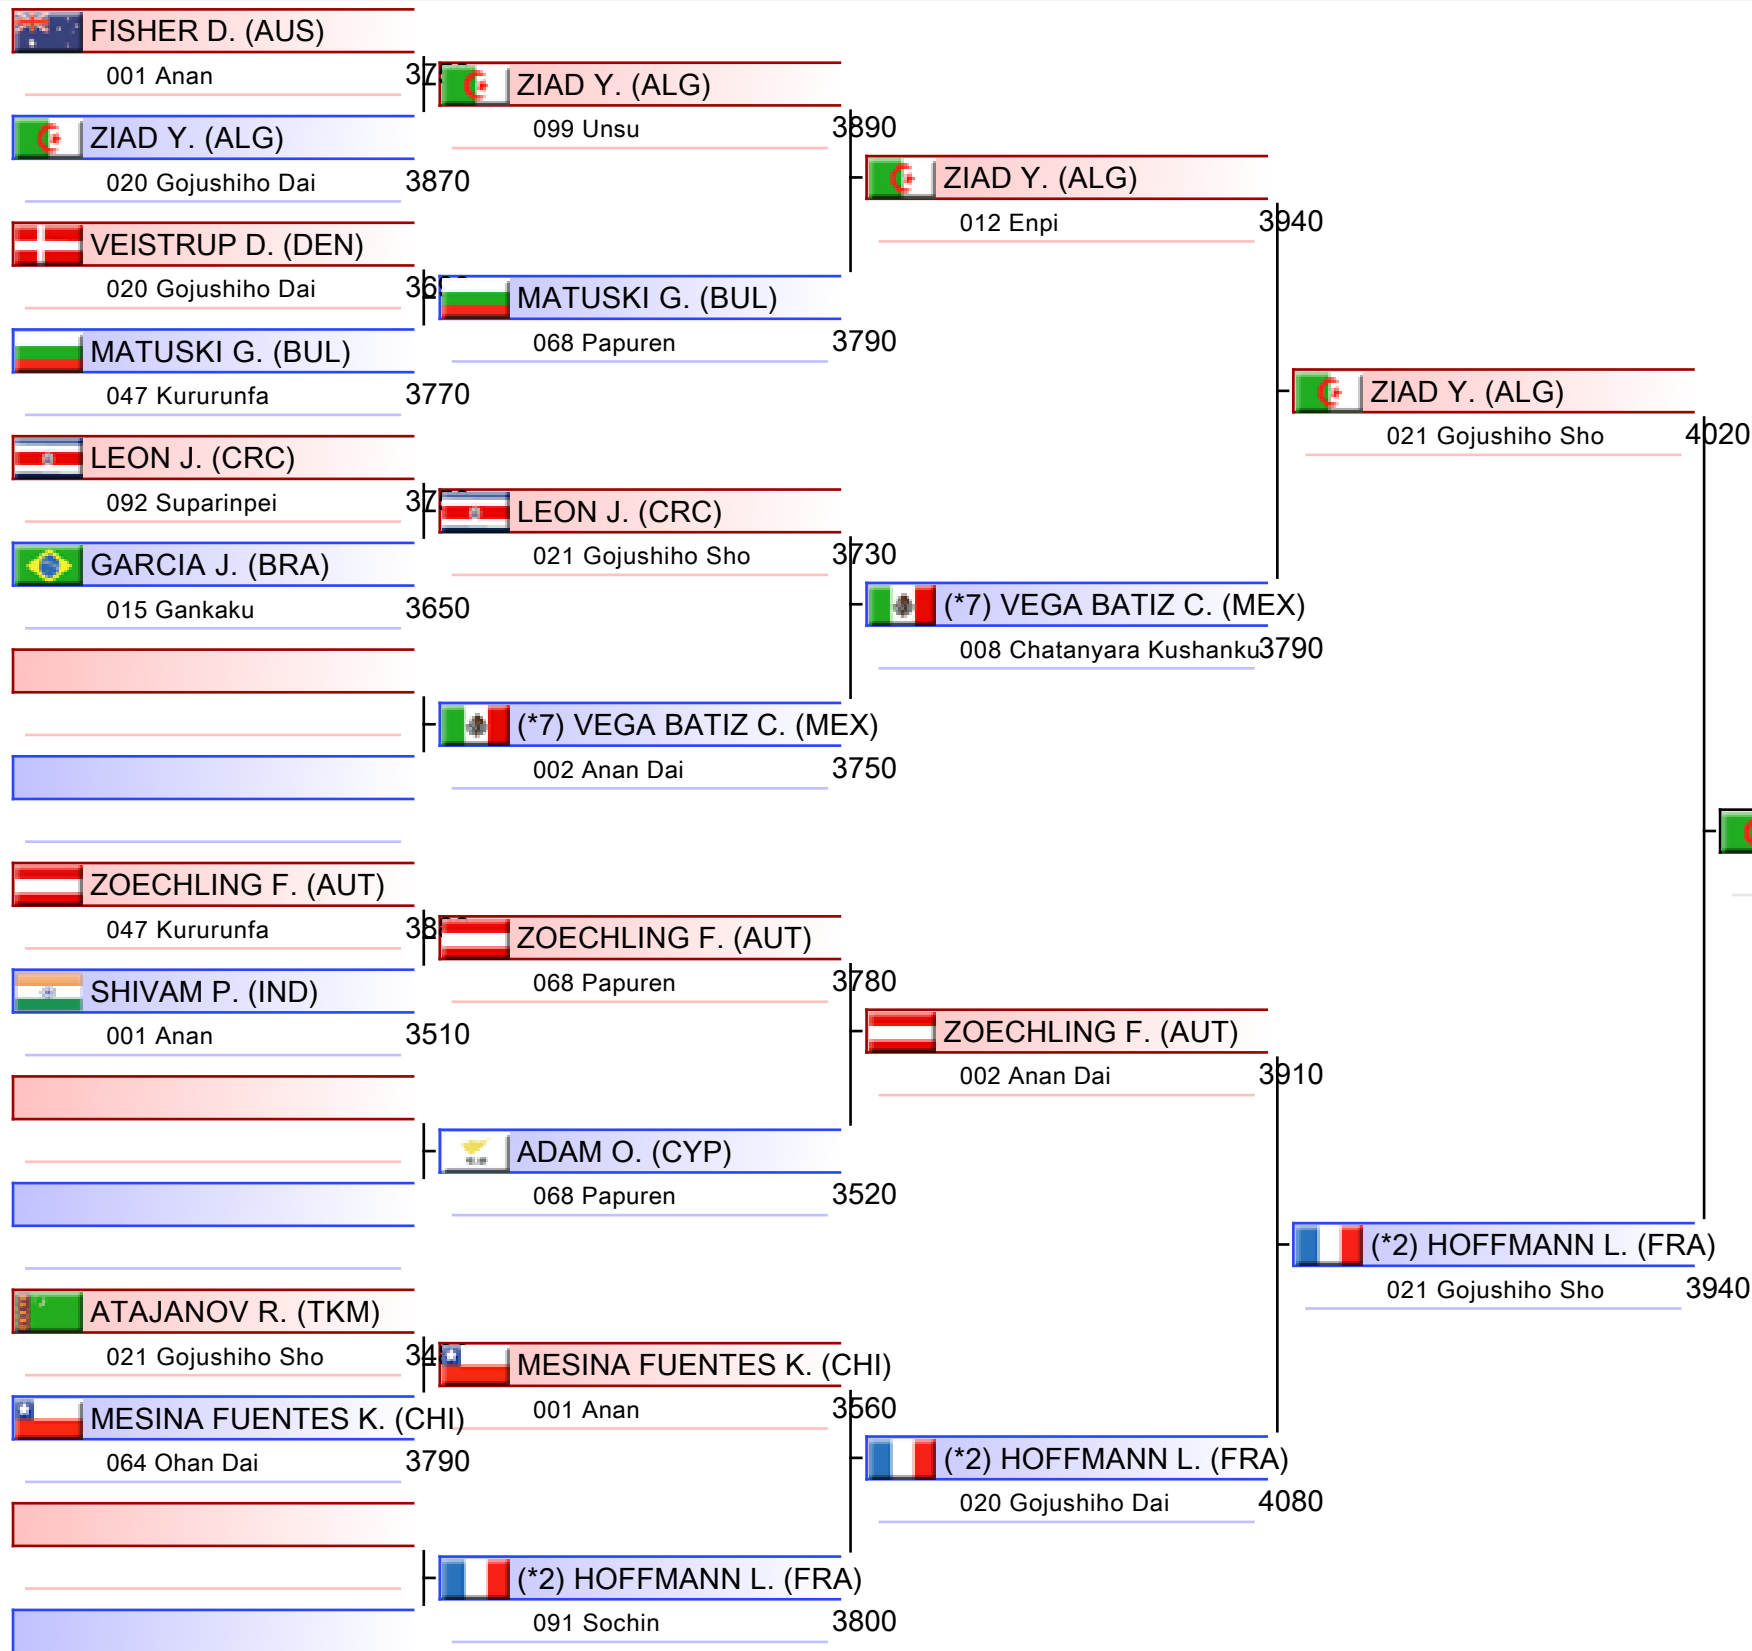 FISHER D. (AUS)
001 Anan
ZIAD Y. (ALG)
020 Gojushiho Dai 3870
VEISTRUP D. (DEN)
020 Gojushiho Dai
MATUSKI G. (BUL)
047 Kururunfa 3770
LEON J. (CRC)
092 Suparinpei
GARCIA J. (BRA)
015 Gankaku 3650
ZOECHLING F. (AUT)
047 Kururunfa
SHIVAM P. (IND)
001 Anan 3510
ATAJANOV R. (TKM)
021 Gojushiho Sho
MESINA FUENTES K. (CHI)
064 Ohan Dai 3790
ZIAD Y. (ALG)
099 Unsu 3890
MATUSKI G. (BUL)
068 Papuren 3790
LEON J. (CRC)
021 Gojushiho Sho 3730
(*7) VEGA BATIZ C. (MEX)
002 Anan Dai 3750
ZOECHLING F. (AUT)
068 Papuren 3780
ADAM O. (CYP)
068 Papuren 3520
MESINA FUENTES K. (CHI)
001 Anan 3560
(*2) HOFFMANN L. (FRA)
091 Sochin 3800
ZIAD Y. (ALG)
012 Enpi 3940
(*7) VEGA BATIZ C. (MEX)
008 Chatanyara Kushanku 3790
ZOECHLING F. (AUT)
002 Anan Dai 3910
(*2) HOFFMANN L. (FRA)
020 Gojushiho Dai 4080
ZIAD Y. (ALG)
021 Gojushiho Sho 4020
(*2) HOFFMANN L. (FRA)
021 Gojushiho Sho 3940